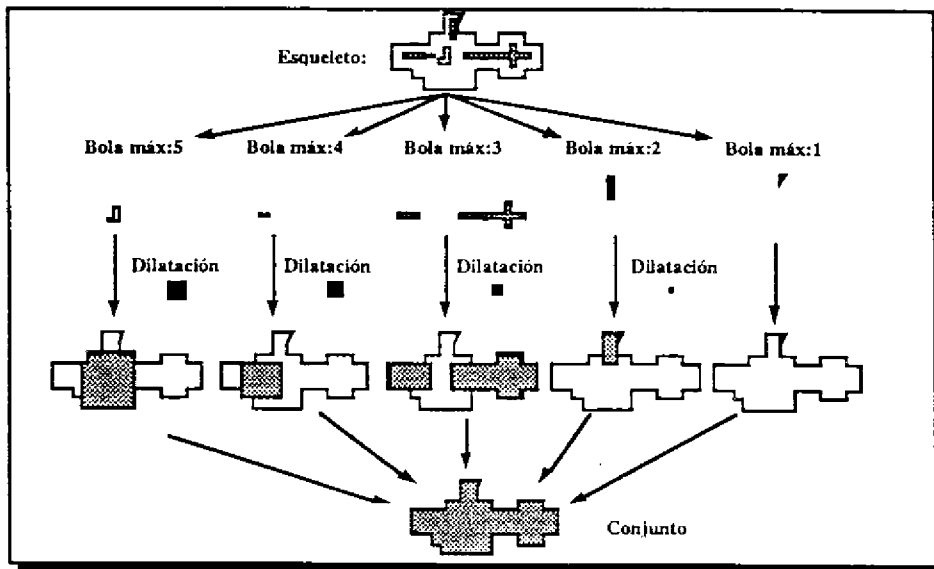 Esqueleto:
Bola máx:5 Bola máx:4 Bola máx:3 Bola máx:2 Bola máx:1
Dilatación Dilatación Dilatación Dilatación
Conjunto